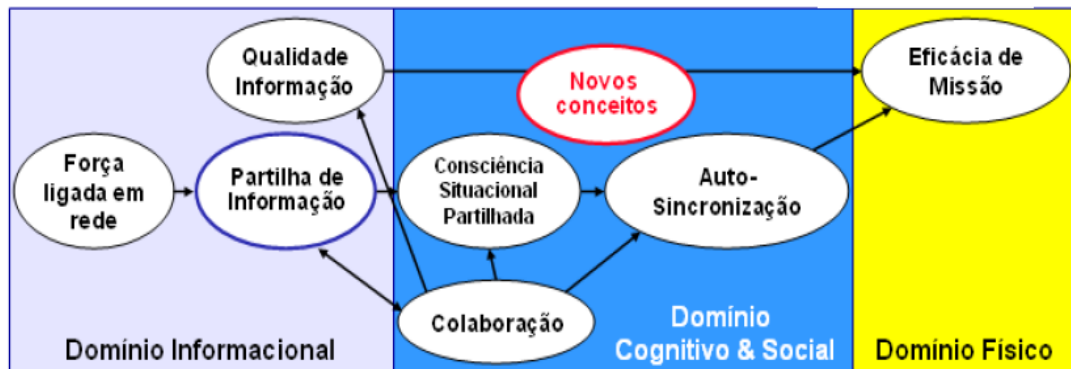 Qualidade
Informação
Novos
conceitos
Eficácia de
Missão
Força
ligada em
rede
Partilha de
Informação
Consciência
Situacional
Partilhada
Auto-
Sincronização
Colaboração
Domínio Informacional
Domínio
Cognitivo & Social
Domínio Físico